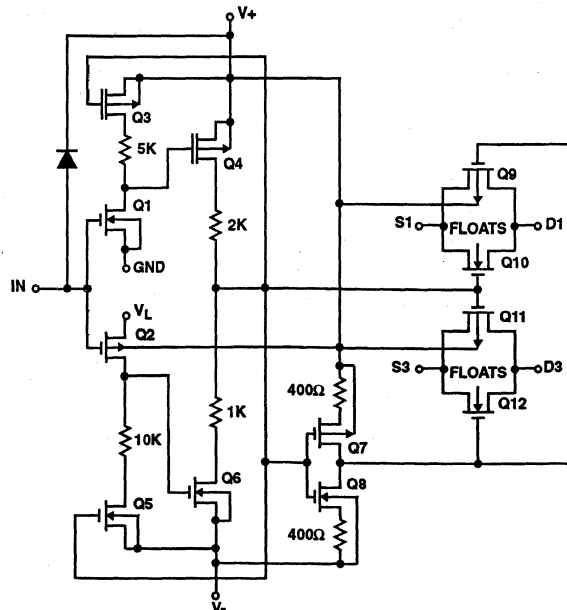 V+
Q3
5K
Q4
Q1
2K
GND
IN
VL
Q2
10K
1K
Q5
Q6
V-
400Ω
Q7
Q8
400Ω
Q9
S1
FLOATS
D1
Q10
Q11
S3
FLOATS
D3
Q12